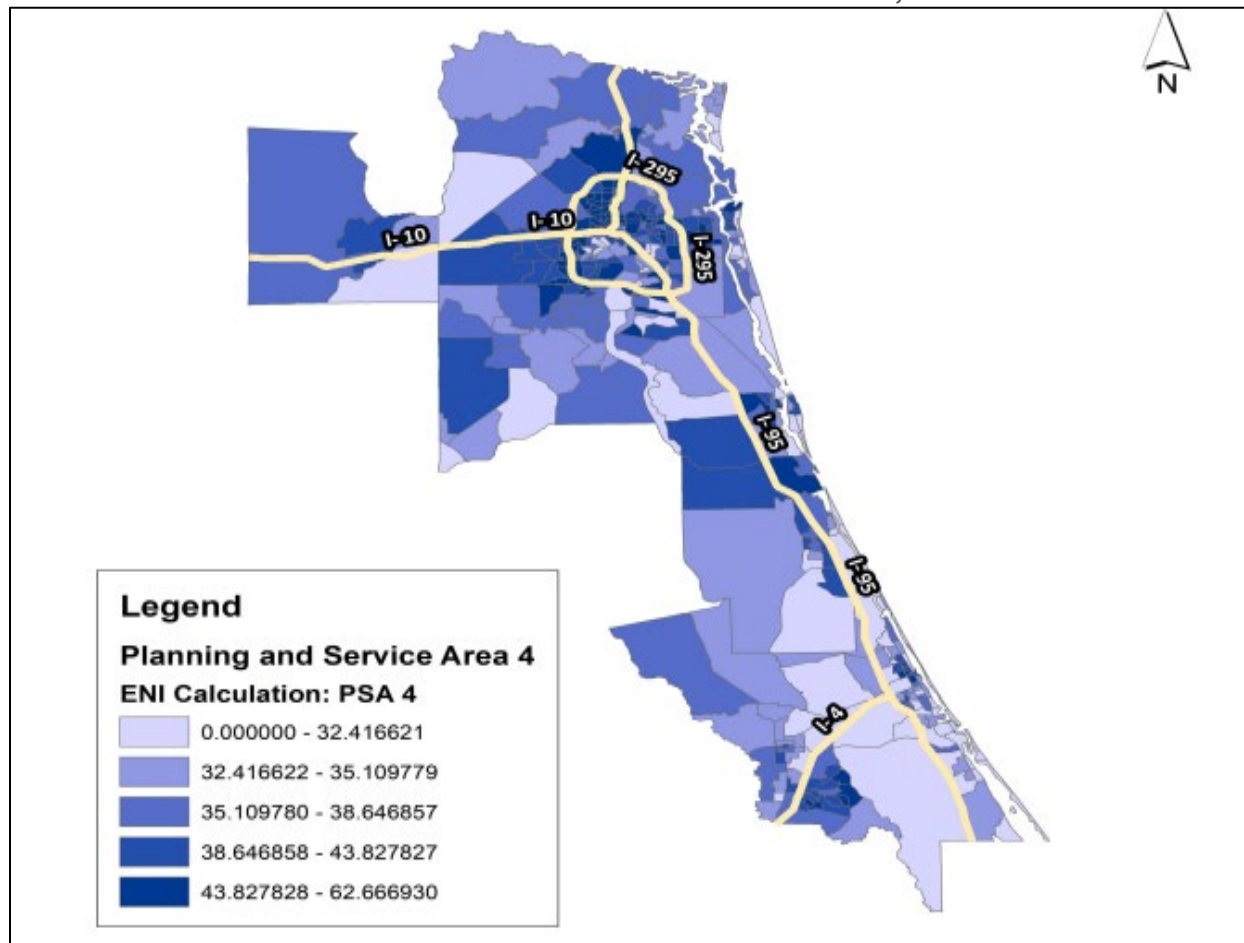 N
I-295
I-10
I-10
I-295
I-95
I-95
I-4
Legend
Planning and Service Area 4
ENI Calculation: PSA 4
0.000000 - 32.416621
32.416622 - 35.109779
35.109780 - 38.646857
38.646858 - 43.827827
43.827828 - 62.666930